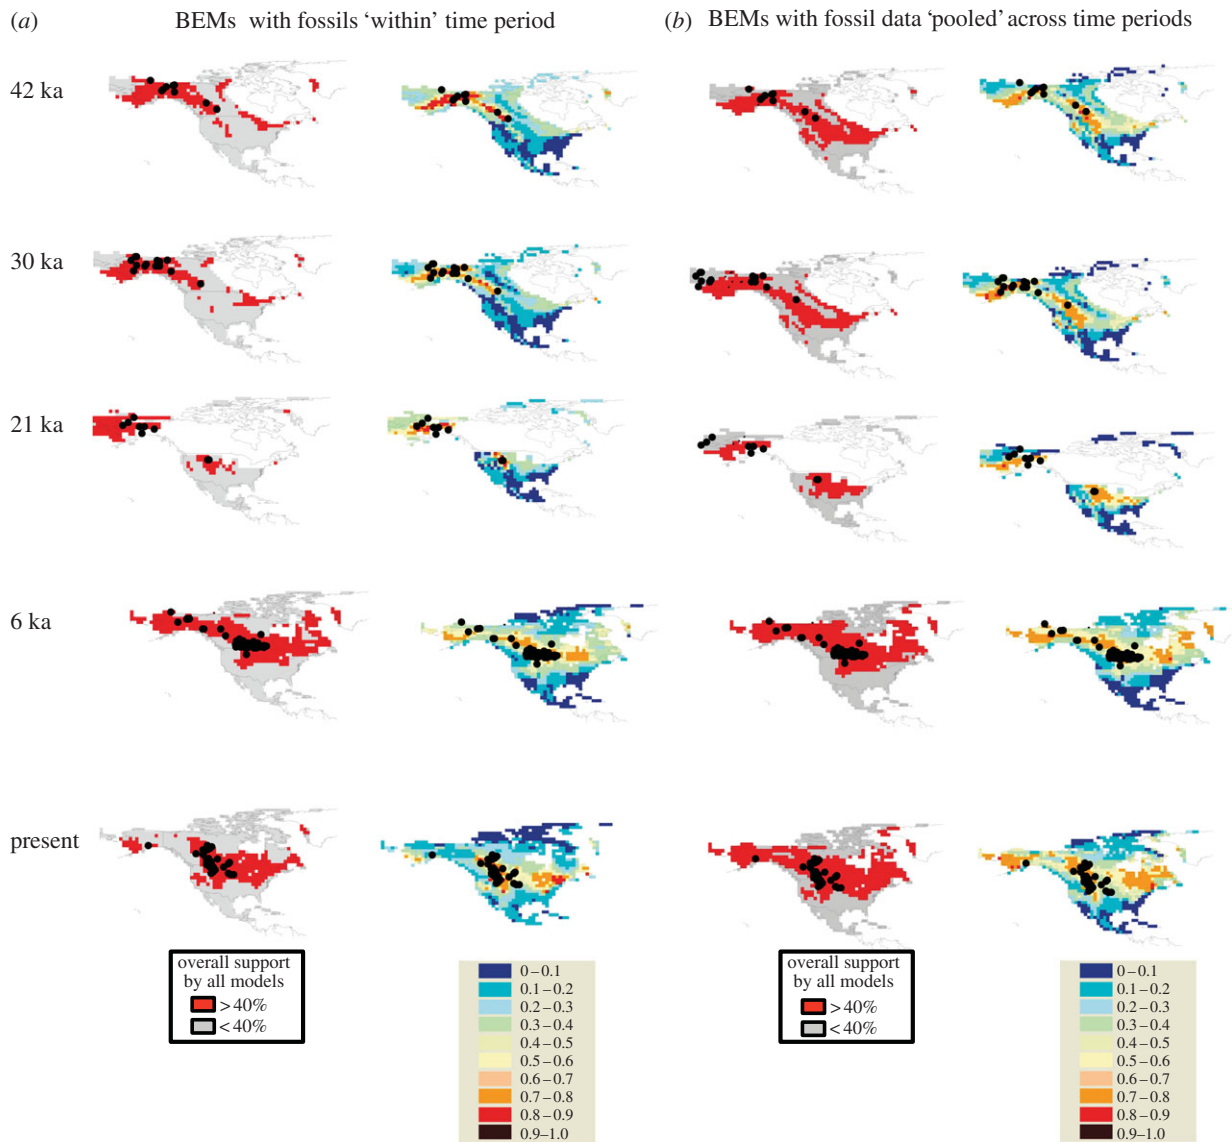 (a) BEMs with fossils ‘within’ time period
(b) BEMs with fossil data ‘pooled’ across time periods
42 ka
30 ka
21 ka
6 ka
present
overall support
by all models
>40%
<40%
0–0.1
0.1–0.2
0.2–0.3
0.3–0.4
0.4–0.5
0.5–0.6
0.6–0.7
0.7–0.8
0.8–0.9
0.9–1.0
overall support
by all models
>40%
<40%
0–0.1
0.1–0.2
0.2–0.3
0.3–0.4
0.4–0.5
0.5–0.6
0.6–0.7
0.7–0.8
0.8–0.9
0.9–1.0